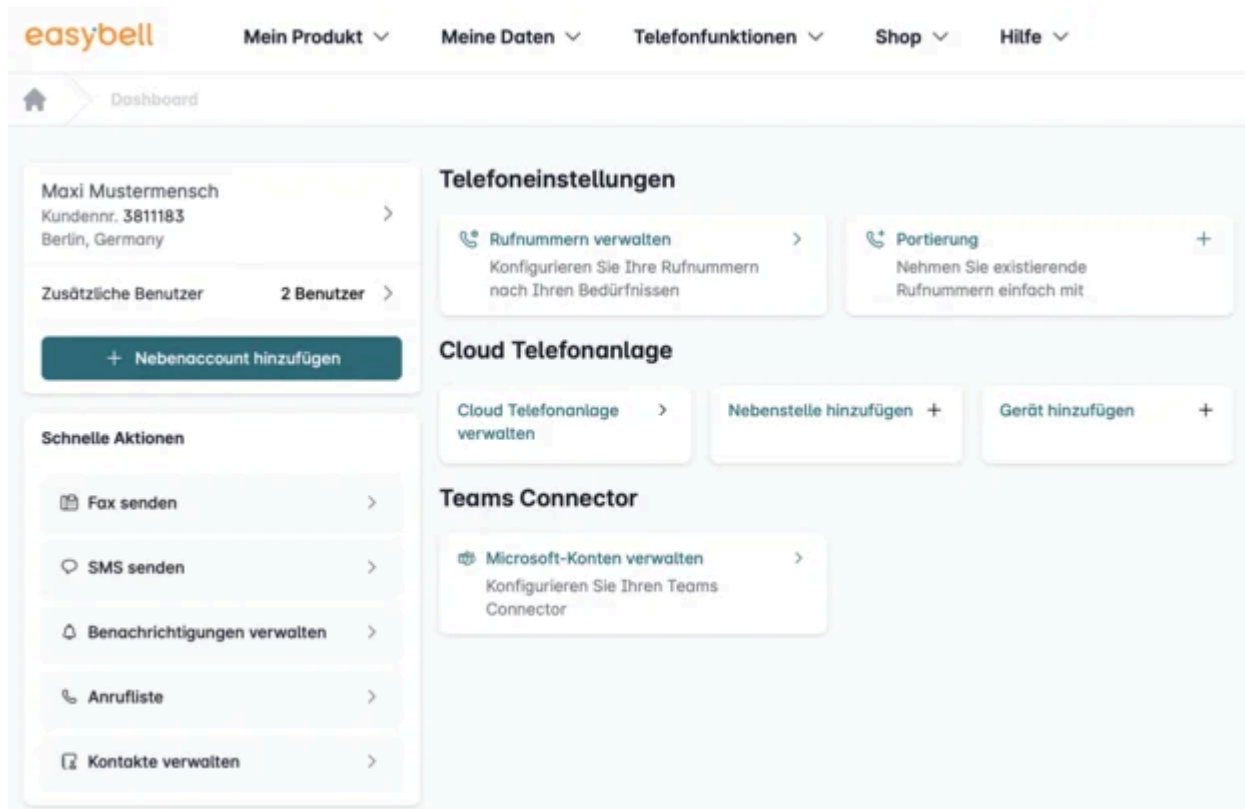 easybell
Mein Produkt
Meine Daten
Telefonfunktionen
Shop
Hilfe
Dashboard
Maxi Mustermensch
Kundennr. 3811183
Berlin, Germany
Zusätzliche Benutzer 2 Benutzer
+ Nebenaccount hinzufügen
Schnelle Aktionen
Fax senden
SMS senden
Benachrichtigungen verwalten
Anrufliste
Kontakte verwalten
Telefoneinstellungen
Rufnummern verwalten
Konfigurieren Sie Ihre Rufnummern
nach Ihren Bedürfnissen
Portierung +
Nehmen Sie existierende
Rufnummern einfach mit
Cloud Telefonanlage
Cloud Telefonanlage
verwalten
Nebenstelle hinzufügen +
Gerät hinzufügen +
Teams Connector
Microsoft-Konten verwalten
Konfigurieren Sie Ihren Teams
Connector